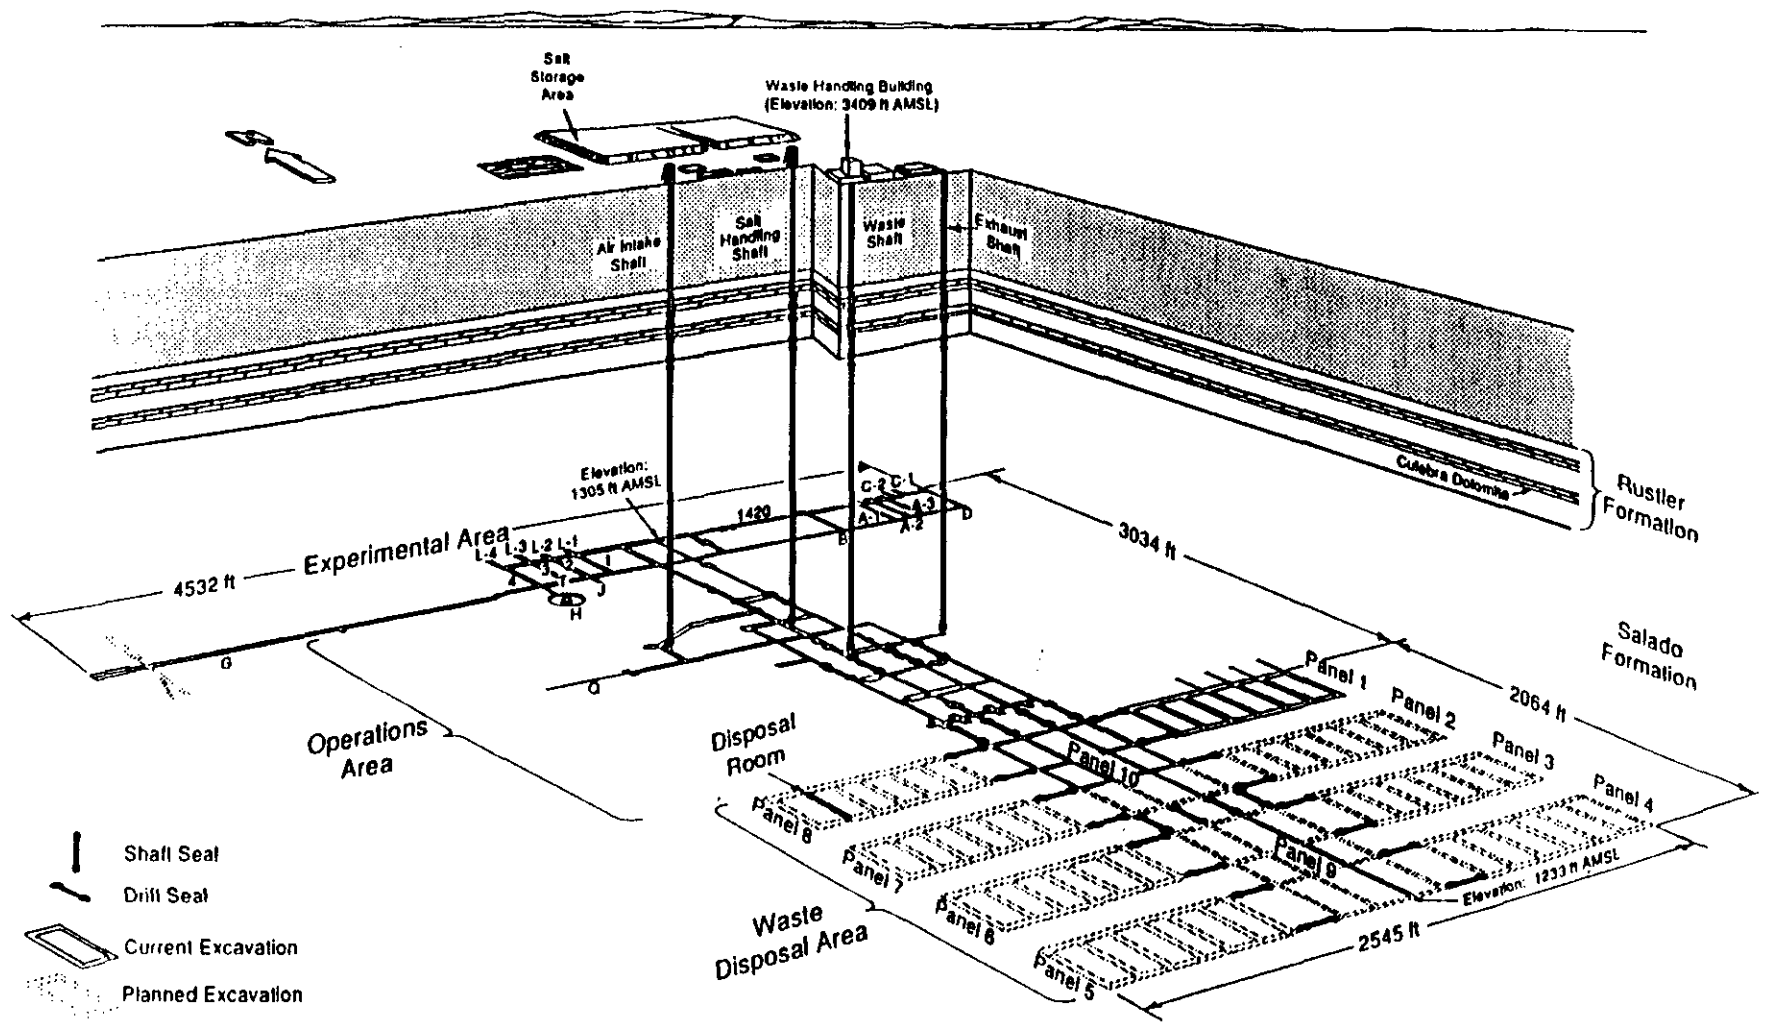 Salt
Storage
Area
Waste Handling Building
(Elevation: 3409 ft AMSL)
Air Intake
Shaft
Salt
Handling
Shaft
Waste
Shaft
Exhaust
Shaft
Culebra Dolomite
Rustler
Formation
Elevation:
1305 ft AMSL
C-2
C-1
A-3
A-1
A-2
D
B
1420
Experimental Area
L-4
L-3
L-2
L-1
4
3
2
1
T
J
H
4532 ft
3034 ft
G
Q
Salado
Formation
2064 ft
Operations
Area
Disposal
Room
Panel 1
Panel 2
Panel 3
Panel 4
Panel 10
Panel 9
Panel 8
Panel 7
Panel 6
Panel 5
Elevation: 1233 ft AMSL
2545 ft
Waste
Disposal Area
Shaft Seal
Drift Seal
Current Excavation
Planned Excavation